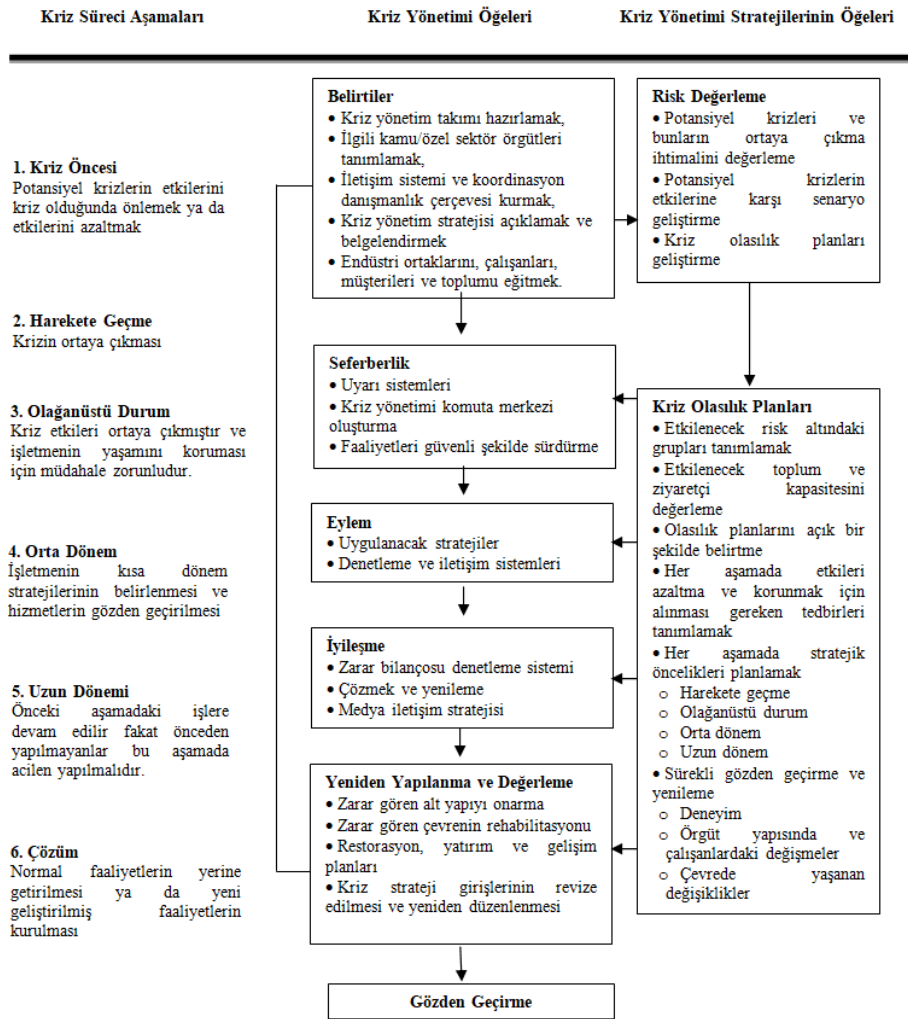 Kriz Süreci Aşamaları
Kriz Yönetimi Öğeleri
Kriz Yönetimi Stratejilerinin Öğeleri
1. Kriz Öncesi
Potansiyel krizlerin etkilerini
kriz olduğunda önlemek ya da
etkilerini azaltmak
2. Harekete Geçme
Krizin ortaya çıkması
3. Olağanüstü Durum
Kriz etkileri ortaya çıkmıştır ve
işletmenin yaşamını koruması
için müdahale zorunludur.
4. Orta Dönem
İşletmenin kısa dönem
stratejilerinin belirlenmesi ve
hizmetlerin gözden geçirilmesi
5. Uzun Dönemi
Önceki aşamadaki işlere
devam edilir fakat önceden
yapılmayanlar bu aşamada
acilen yapılmalıdır.
6. Çözüm
Normal faaliyetlerin yerine
getirilmesi ya da yeni
geliştirilmiş faaliyetlerin
kurulması
Belirtiler
• Kriz yönetim takımı hazırlamak,
• İlgili kamu/özel sektör örgütleri
tanımlamak,
• İletişim sistemi ve koordinasyon
danışmanlık çerçevesi kurmak,
• Kriz yönetim stratejisi açıklamak ve
belgelendirmek
• Endüstri ortaklarını, çalışanları,
müşterileri ve toplumu eğitmek.
Seferberlik
• Uyarı sistemleri
• Kriz yönetimi komuta merkezi
oluşturma
• Faaliyetleri güvenli şekilde sürdürme
Eylem
• Uygulanacak stratejiler
• Denetleme ve iletişim sistemleri
İyileşme
• Zarar bilançosu denetleme sistemi
• Çözmek ve yenileme
• Medya iletişim stratejisi
Yeniden Yapılanma ve Değerleme
• Zarar gören alt yapıyı onarma
• Zarar gören çevrenin rehabilitasyonu
• Restorasyon, yatırım ve gelişim
planları
• Kriz strateji girişlerinin revize
edilmesi ve yeniden düzenlenmesi
Gözden Geçirme
Risk Değerleme
• Potansiyel krizleri ve
bunların ortaya çıkma
ihtimalini değerleme
• Potansiyel krizlerin
etkilerine karşı senaryo
geliştirme
• Kriz olasılık planları
geliştirme
Kriz Olasılık Planları
• Etkilenecek risk altındaki
grupları tanımlamak
• Etkilenecek toplum ve
ziyaretçi kapasitesini
değerleme
• Olasılık planlarını açık bir
şekilde belirtme
• Her aşamada etkileri
azaltma ve korunmak için
alınması gereken tedbirleri
tanımlamak
• Her aşamada stratejik
öncelikleri planlamak
o Harekete geçme
o Olağanüstü durum
o Orta dönem
o Uzun dönem
• Sürekli gözden geçirme ve
yenileme
o Deneyim
o Örgüt yapısında ve
çalışanlardaki değişmeler
o Çevrede yaşanan
değişiklikler